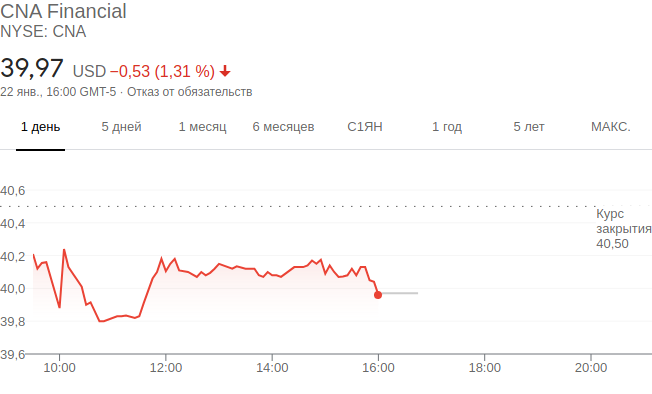 CNA Financial
NYSE: CNA
39,97 USD −0,53 (1,31 %)
22 янв., 16:00 GMT-5 · Отказ от обязательств
1 день 5 дней 1 месяц 6 месяцев С1ЯН 1 год 5 лет МАКС.
40,6
Курс
40,4
закрытия
40,50
40,2
40,0
39,8
39,6
10:00 12:00 14:00 16:00 18:00 20:00